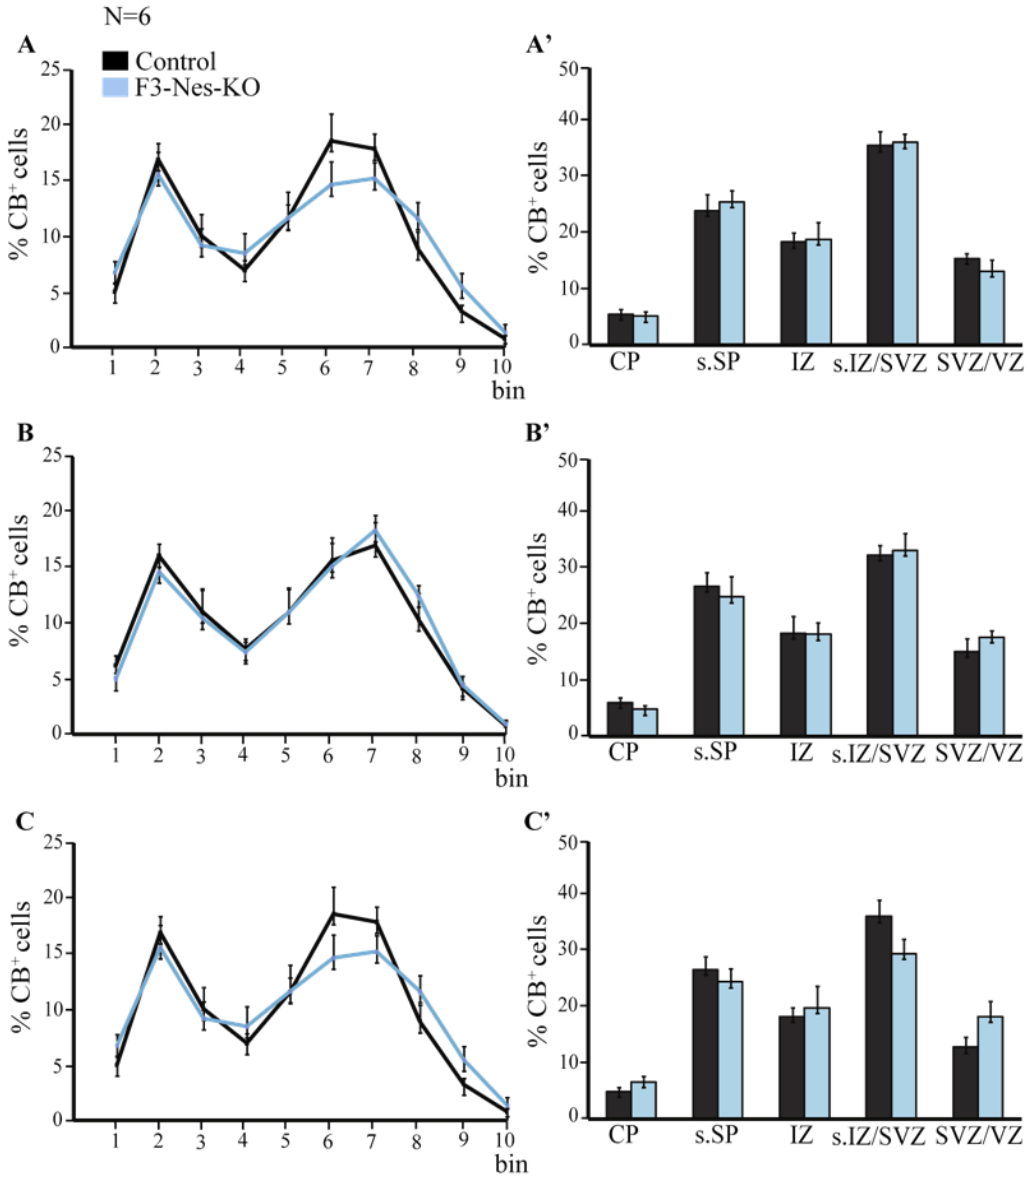 N=6
A
Control
F3-Nes-KO
25
20
15
10
5
0
% CB+ cells
1 2 3 4 5 6 7 8 9 10
bin
A’
50
40
30
20
10
0
% CB+ cells
CP s.SP IZ s.IZ/SVZ SVZ/VZ
B
25
20
15
10
5
0
% CB+ cells
1 2 3 4 5 6 7 8 9 10
bin
B’
50
40
30
20
10
0
% CB+ cells
CP s.SP IZ s.IZ/SVZ SVZ/VZ
C
25
20
15
10
5
0
% CB+ cells
1 2 3 4 5 6 7 8 9 10
bin
C’
50
40
30
20
10
0
% CB+ cells
CP s.SP IZ s.IZ/SVZ SVZ/VZ